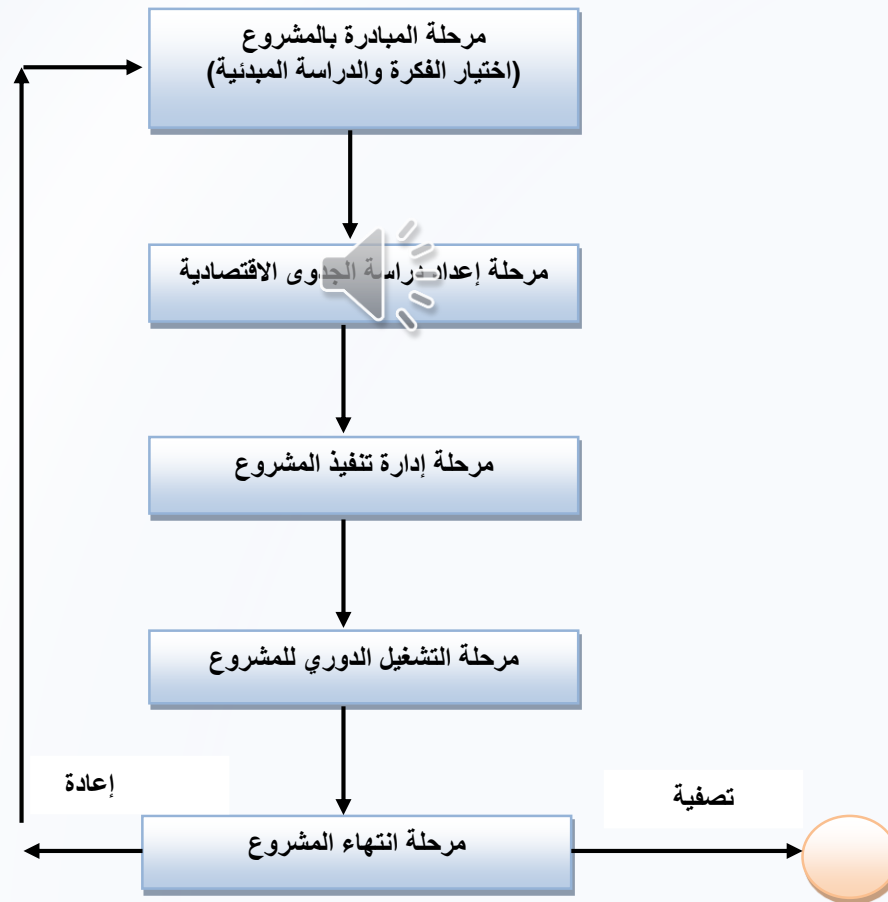 مرحلة المبادرة بالمشروع
(اختيار الفكرة والدراسة المبدئية)
مرحلة إعداد دراسة الجدوى الاقتصادية
مرحلة إدارة تنفيذ المشروع
مرحلة التشغيل الدوري للمشروع
إعادة
تصفية
مرحلة انتهاء المشروع